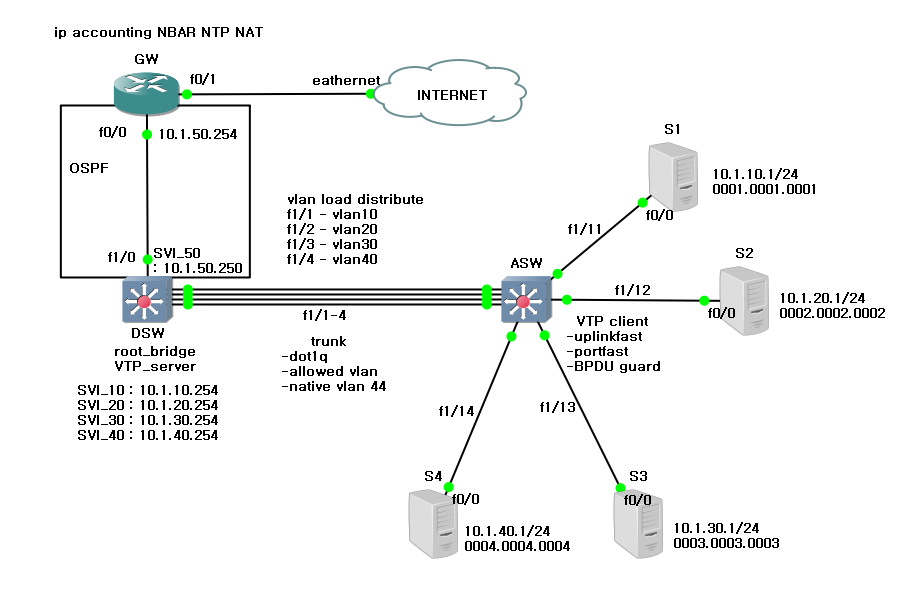 ip accounting NBAR NTP NAT
GW
f0/1
eathernet
INTERNET
f0/0
10.1.50.254
OSPF
S1
10.1.10.1/24
0001.0001.0001
f0/0
vlan load distribute
f1/1 - vlan10
f1/2 - vlan20
f1/3 - vlan30
f1/4 - vlan40
f1/11
f1/0
SVI_50
: 10.1.50.250
ASW
S2
f1/12
10.1.20.1/24
0002.0002.0002
f0/0
f1/1-4
DSW
root_bridge
VTP_server
trunk
-dot1q
-allowed vlan
-native vlan 44
VTP client
-uplinkfast
-portfast
-BPDU guard
SVI_10 : 10.1.10.254
SVI_20 : 10.1.20.254
SVI_30 : 10.1.30.254
SVI_40 : 10.1.40.254
f1/14
f1/13
S4
f0/0
10.1.40.1/24
0004.0004.0004
S3
f0/0
10.1.30.1/24
0003.0003.0003